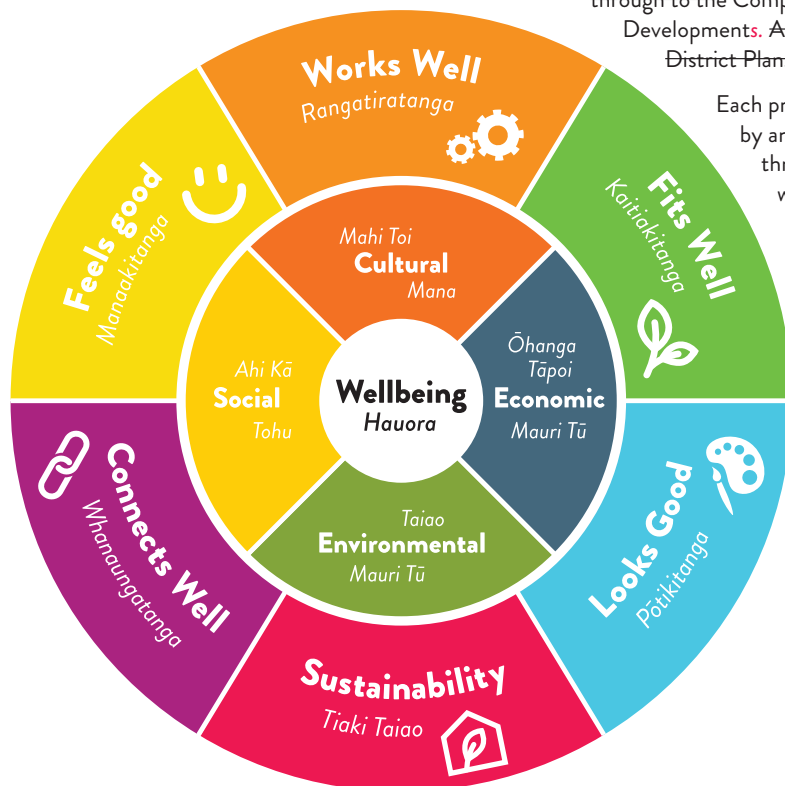 through to the Comp
Developments. A
District Plan
Each pr
by an
thr
w
Works Well
Rangatiratanga
Fits Well
Kaitiakitanga
Looks Good
Pōtikitanga
Sustainability
Tiaki Taiao
Connects Well
Whanaungatanga
Feels good
Manaakitanga
Mahi Toi
Cultural
Mana
Ōhanga
Tāpoi
Economic
Mauri Tū
Taiao
Environmental
Mauri Tū
Ahi Kā
Social
Tohu
Wellbeing
Hauora